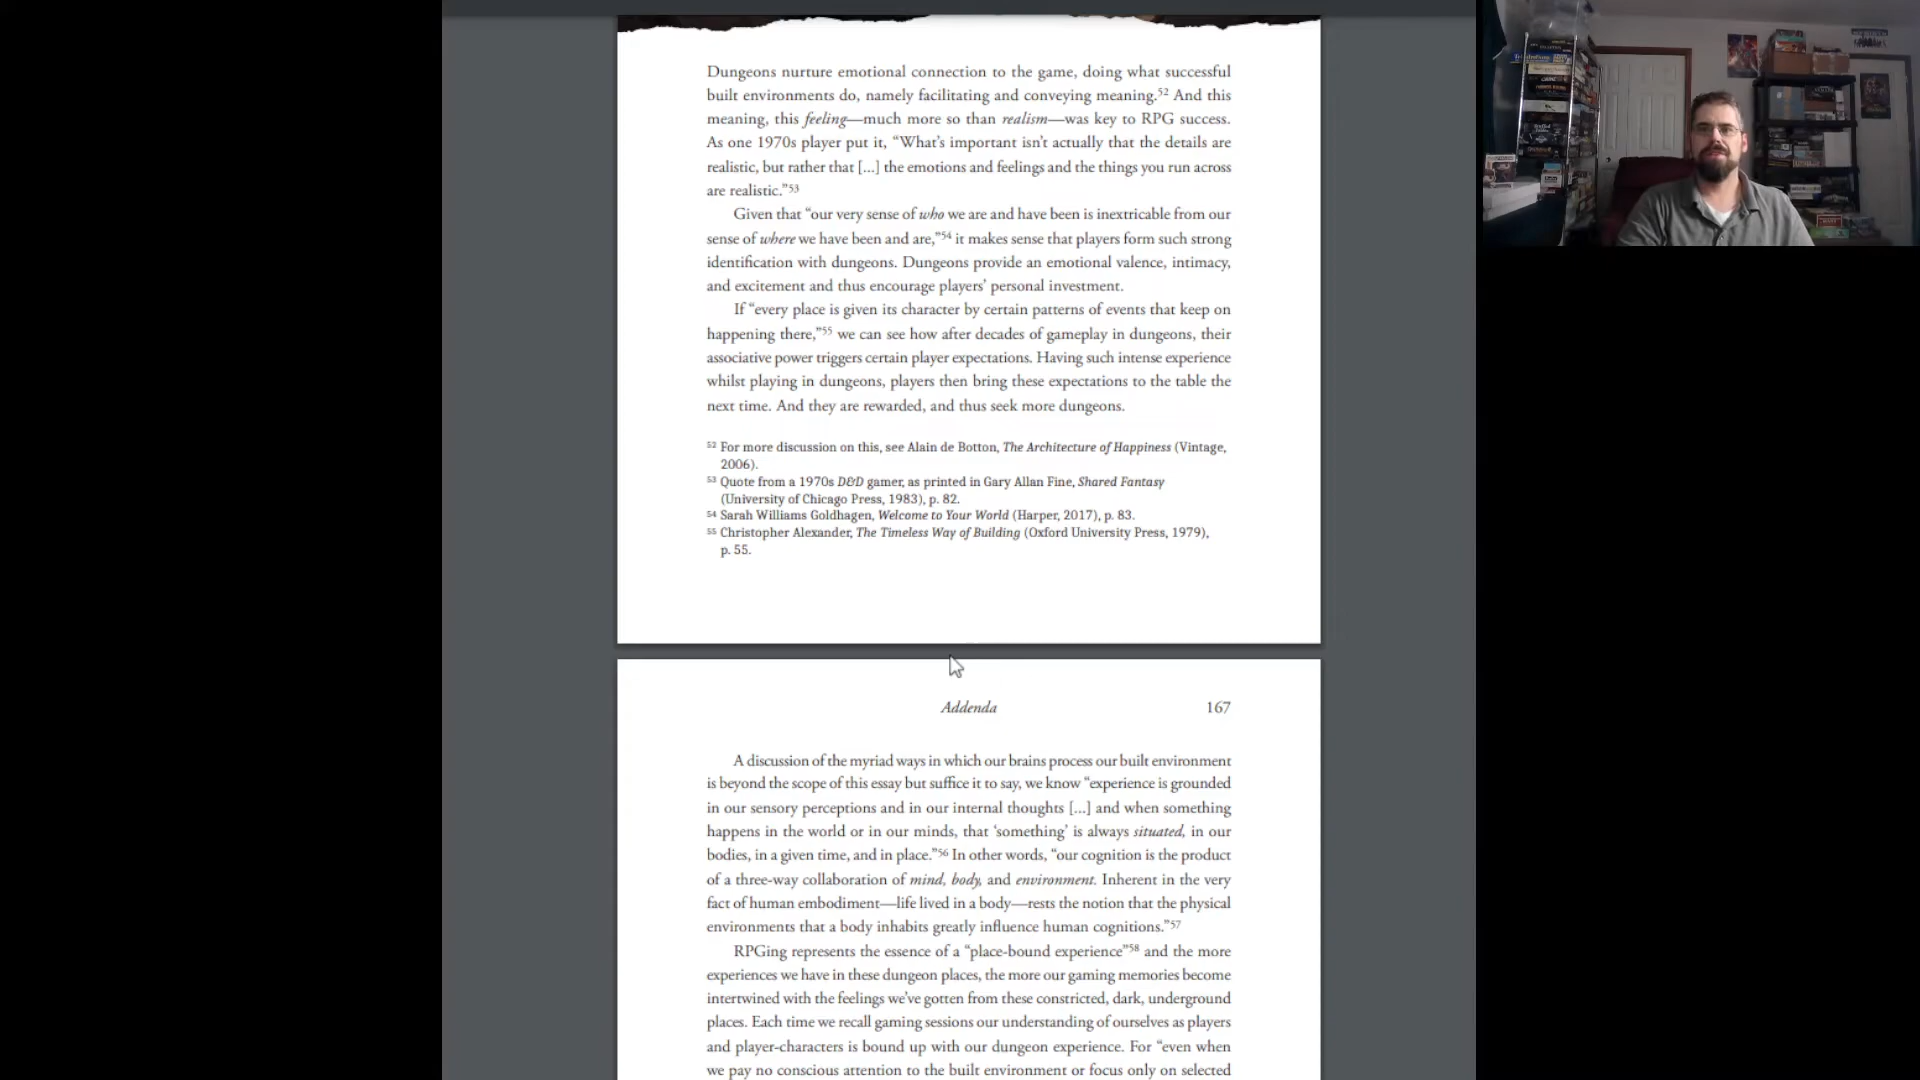 Dungeons nurture emotional connection to the game, doing what successful
built environments do, namely facilitating and conveying meaning.⁵² And this
meaning, this feeling—much more so than realism—was key to RPG success.
As one 1970s player put it, “What’s important isn’t actually that the details are
realistic, but rather that [...] the emotions and feelings and the things you run across
are realistic.”⁵³
Given that “our very sense of who we are and have been is inextricable from our
sense of where we have been and are,”⁵⁴ it makes sense that players form such strong
identification with dungeons. Dungeons provide an emotional valence, intimacy,
and excitement and thus encourage players’ personal investment.
If “every place is given its character by certain patterns of events that keep on
happening there,”⁵⁵ we can see how after decades of gameplay in dungeons, their
associative power triggers certain player expectations. Having such intense experience
whilst playing in dungeons, players then bring these expectations to the table the
next time. And they are rewarded, and thus seek more dungeons.
⁵² For more discussion on this, see Alain de Botton, The Architecture of Happiness (Vintage,
2006).
⁵³ Quote from a 1970s D&D gamer, as printed in Gary Allan Fine, Shared Fantasy
(University of Chicago Press, 1983), p. 82.
⁵⁴ Sarah Williams Goldhagen, Welcome to Your World (Harper, 2017), p. 83.
⁵⁵ Christopher Alexander, The Timeless Way of Building (Oxford University Press, 1979),
p. 55.
Addenda 167
A discussion of the myriad ways in which our brains process our built environment
is beyond the scope of this essay but suffice it to say, we know “experience is grounded
in our sensory perceptions and in our internal thoughts [...] and when something
happens in the world or in our minds, that ‘something’ is always situated, in our
bodies, in a given time, and in place.”⁵⁶ In other words, “our cognition is the product
of a three-way collaboration of mind, body, and environment. Inherent in the very
fact of human embodiment—life lived in a body—rests the notion that the physical
environments that a body inhabits greatly influence human cognitions.”⁵⁷
RPGing represents the essence of a “place-bound experience”⁵⁸ and the more
experiences we have in these dungeon places, the more our gaming memories become
intertwined with the feelings we’ve gotten from these constricted, dark, underground
places. Each time we recall gaming sessions our understanding of ourselves as players
and player-characters is bound up with our dungeon experience. For “even when
we pay no conscious attention to the built environment or focus only on selected